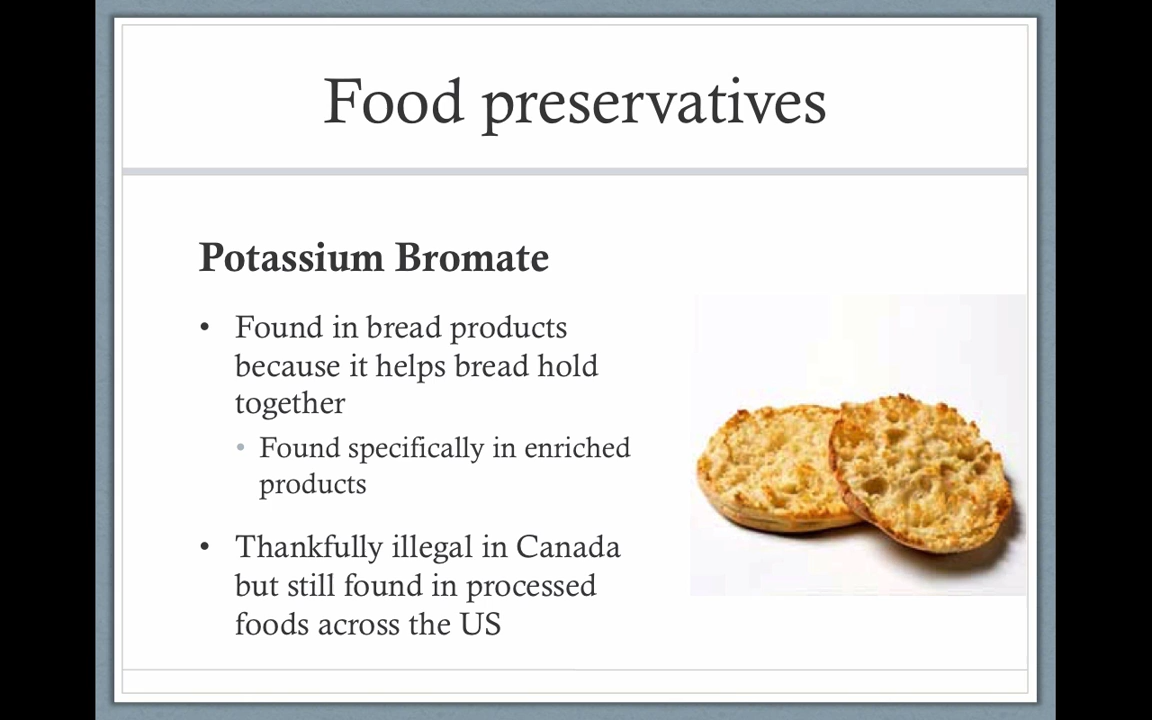 Food preservatives
Potassium Bromate
• Found in bread products
because it helps bread hold
together
• Found specifically in enriched
products
• Thankfully illegal in Canada
but still found in processed
foods across the US